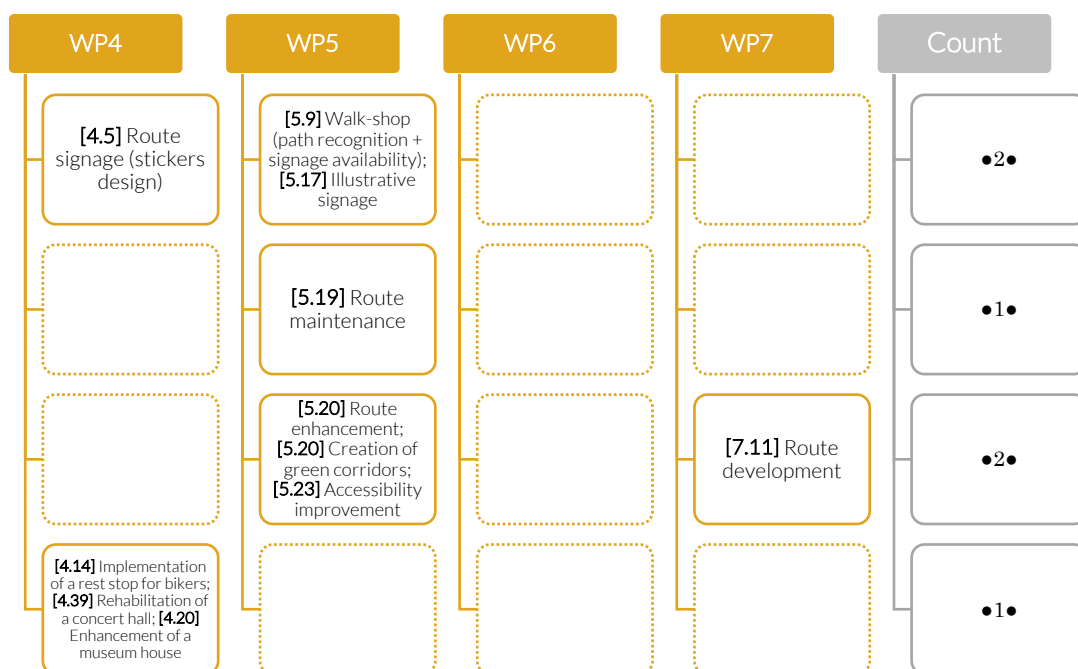 WP4
WP5
WP6
WP7
Count
[4.5] Route
signage (stickers
design)
[5.9] Walk-shop
(path recognition +
signage availability);
[5.17] Illustrative
signage
•2•
[5.19] Route
maintenance
•1•
[5.20] Route
enhancement;
[5.20] Creation of
green corridors;
[5.23] Accessibility
improvement
[7.11] Route
development
•2•
[4.14] Implementation
of a rest stop for bikers;
[4.39] Rehabilitation of
a concert hall; [4.20]
Enhancement of a
museum house
•1•